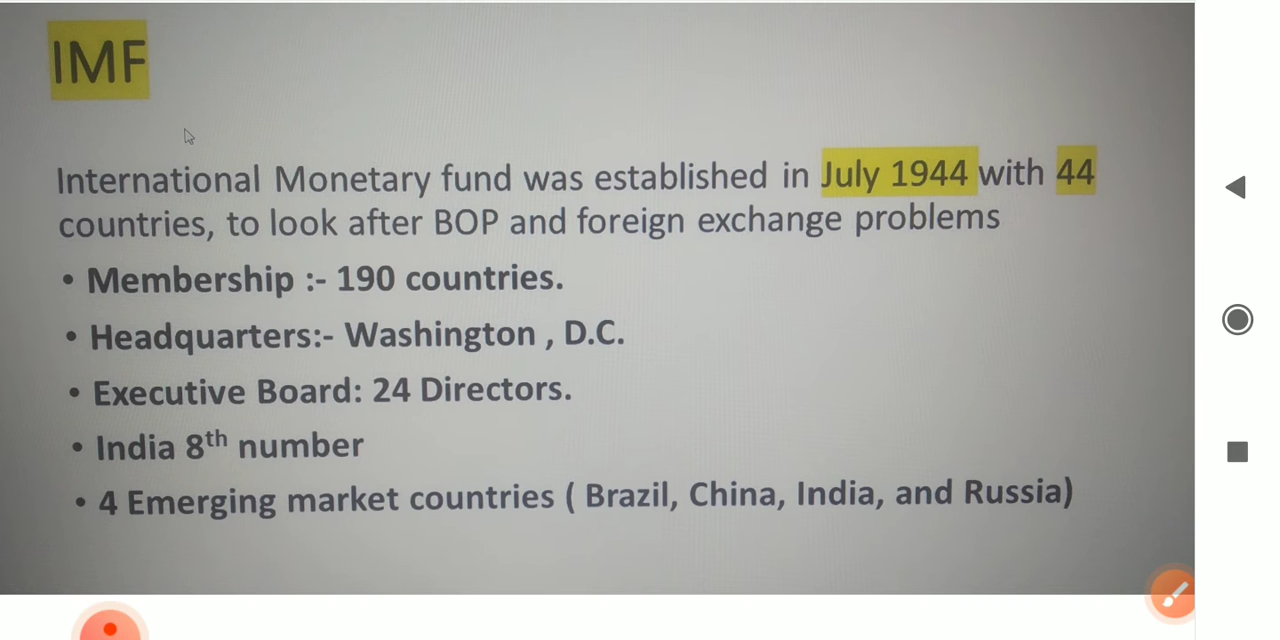 IMF
International Monetary fund was established in July 1944 with 44
countries, to look after BOP and foreign exchange problems
• Membership :- 190 countries.
• Headquarters:- Washington , D.C.
• Executive Board: 24 Directors.
• India 8th number
• 4 Emerging market countries ( Brazil, China, India, and Russia)